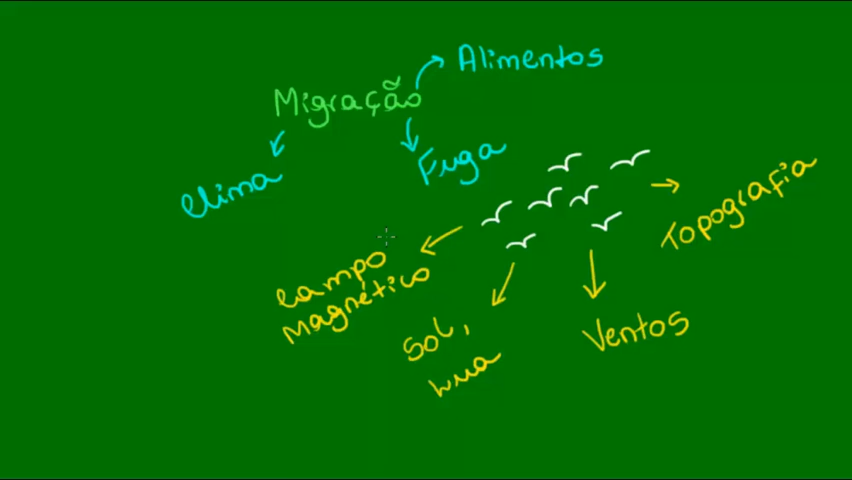 Alimentos
Migração
Fuga
clima
Topografia
campo
magnético
Sol,
Lua
Ventos